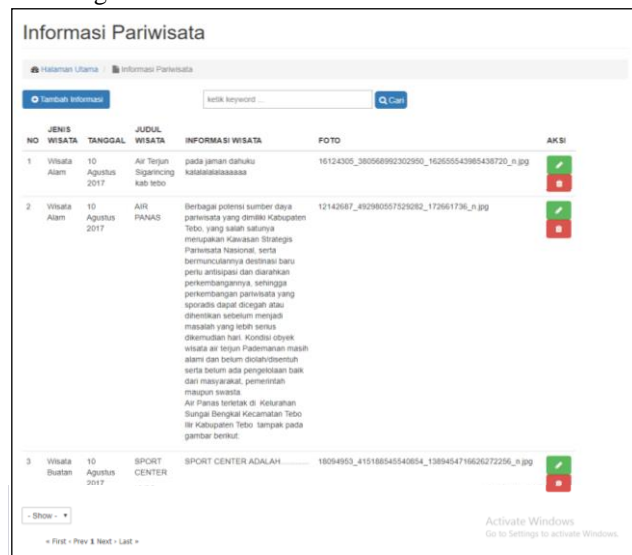 Informasi Pariwisata
Halaman Utama / Informasi Pariwisata
Tambah Informasi
ketik keyword ...
Cari
NO JENIS WISATA TANGGAL JUDUL WISATA INFORMASI WISATA FOTO AKSI
1 Wisata Alam 10 Agustus 2017 Air Terjun Sigarincing kab tebo
pada jaman dahuku
kalalalalaaaaaa
16124305_380568992302950_162655543985438720_n.jpg
2 Wisata Alam 10 Agustus 2017 AIR PANAS
Berbagai potensi sumber daya
pariwisata yang dimiliki Kabupaten
Tebo, yang salah satunya
merupakan Kawasan Strategis
Pariwisata Nasional, serta
bermunculannya destinasi baru
perlu antisipasi dan diarahkan
perkembangannya, sehingga
perkembangan pariwisata yang
sporadis dapat dicegah atau
dihentikan sebelum menjadi
masalah yang lebih serius
dikemudian hari. Kondisi obyek
wisata air terjun Pademanan masih
alami dan belum diolah/disentuh
serta belum ada pengelolaan baik
dari masyarakat, pemerintah
maupun swasta.
Air Panas terletak di Kelurahan
Sungai Bengkal Kecamatan Tebo
Ilir Kabupaten Tebo tampak pada
gambar berikut:
12142687_492980557529282_172661736_n.jpg
3 Wisata Buatan 10 Agustus 2017 SPORT CENTER
SPORT CENTER ADALAH..............
18094953_415188545540854_1389454716626272256_n.jpg
- Show -
« First ‹ Prev 1 Next › Last »
Activate Windows
Go to Settings to activate Windows.